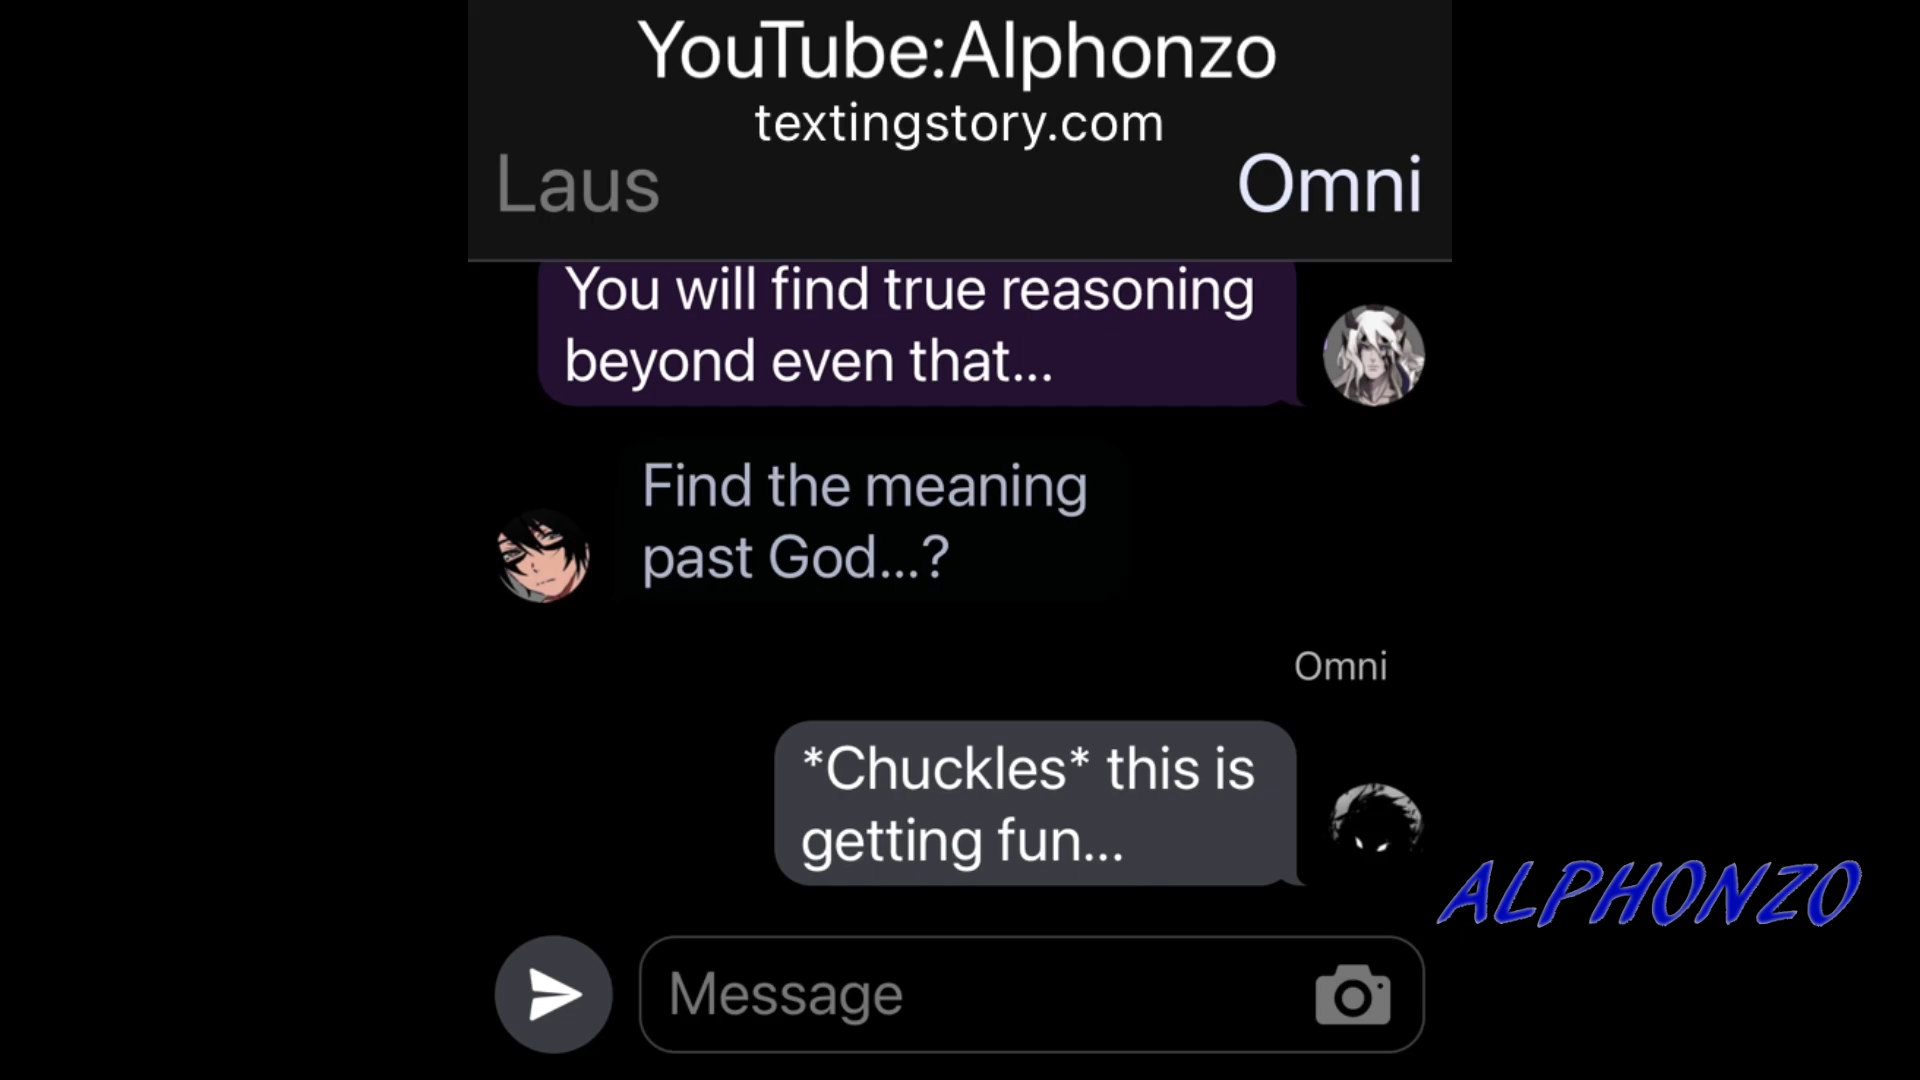 YouTube:Alphonzo
textingstory.com
Laus
Omni
You will find true reasoning
beyond even that...
Find the meaning
past God...?
Omni
*Chuckles* this is
getting fun...
ALPHONZO
Message